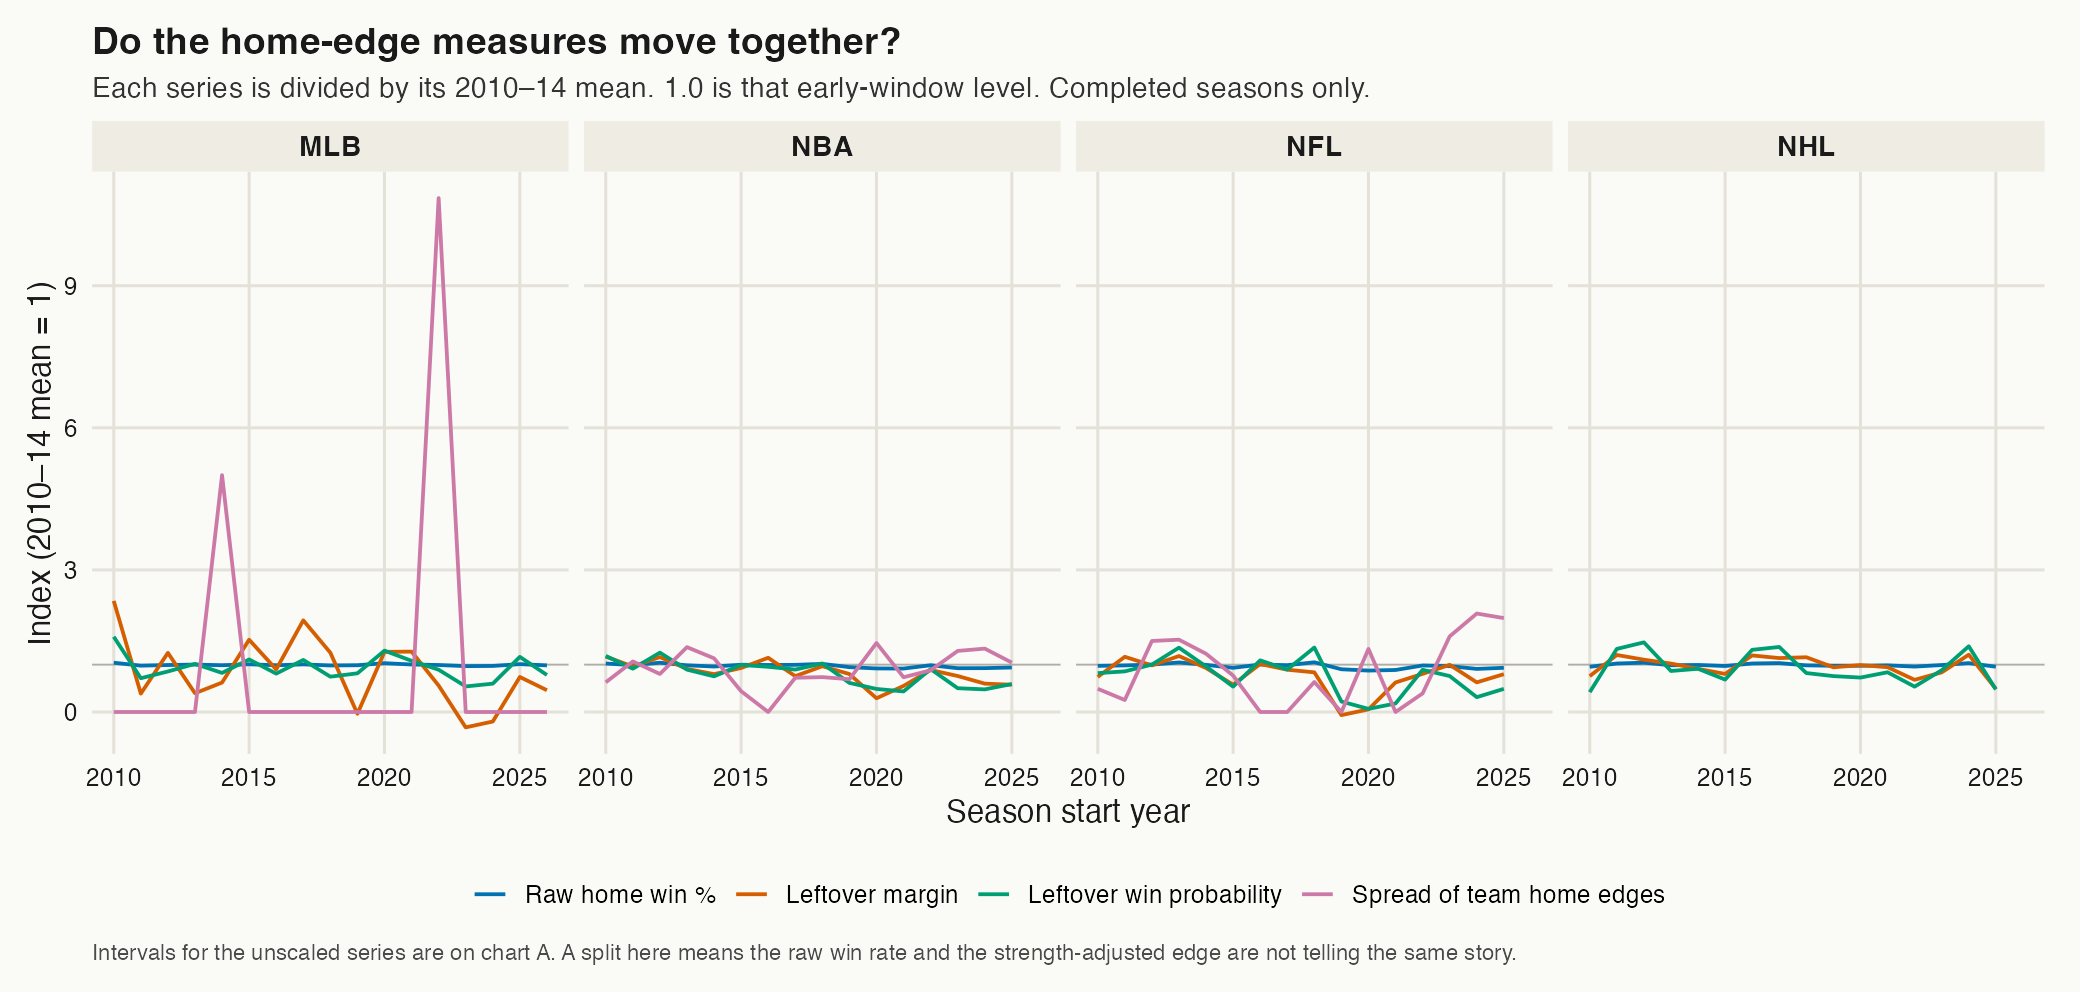 Do the home-edge measures move together?
Each series is divided by its 2010–14 mean. 1.0 is that early-window level. Completed seasons only.
MLB NBA NFL NHL
Index (2010–14 mean = 1)
9
6
3
0
2010 2015 2020 2025 2010 2015 2020 2025 2010 2015 2020 2025 2010 2015 2020 2025
Season start year
Raw home win % Leftover margin Leftover win probability Spread of team home edges
Intervals for the unscaled series are on chart A. A split here means the raw win rate and the strength-adjusted edge are not telling the same story.